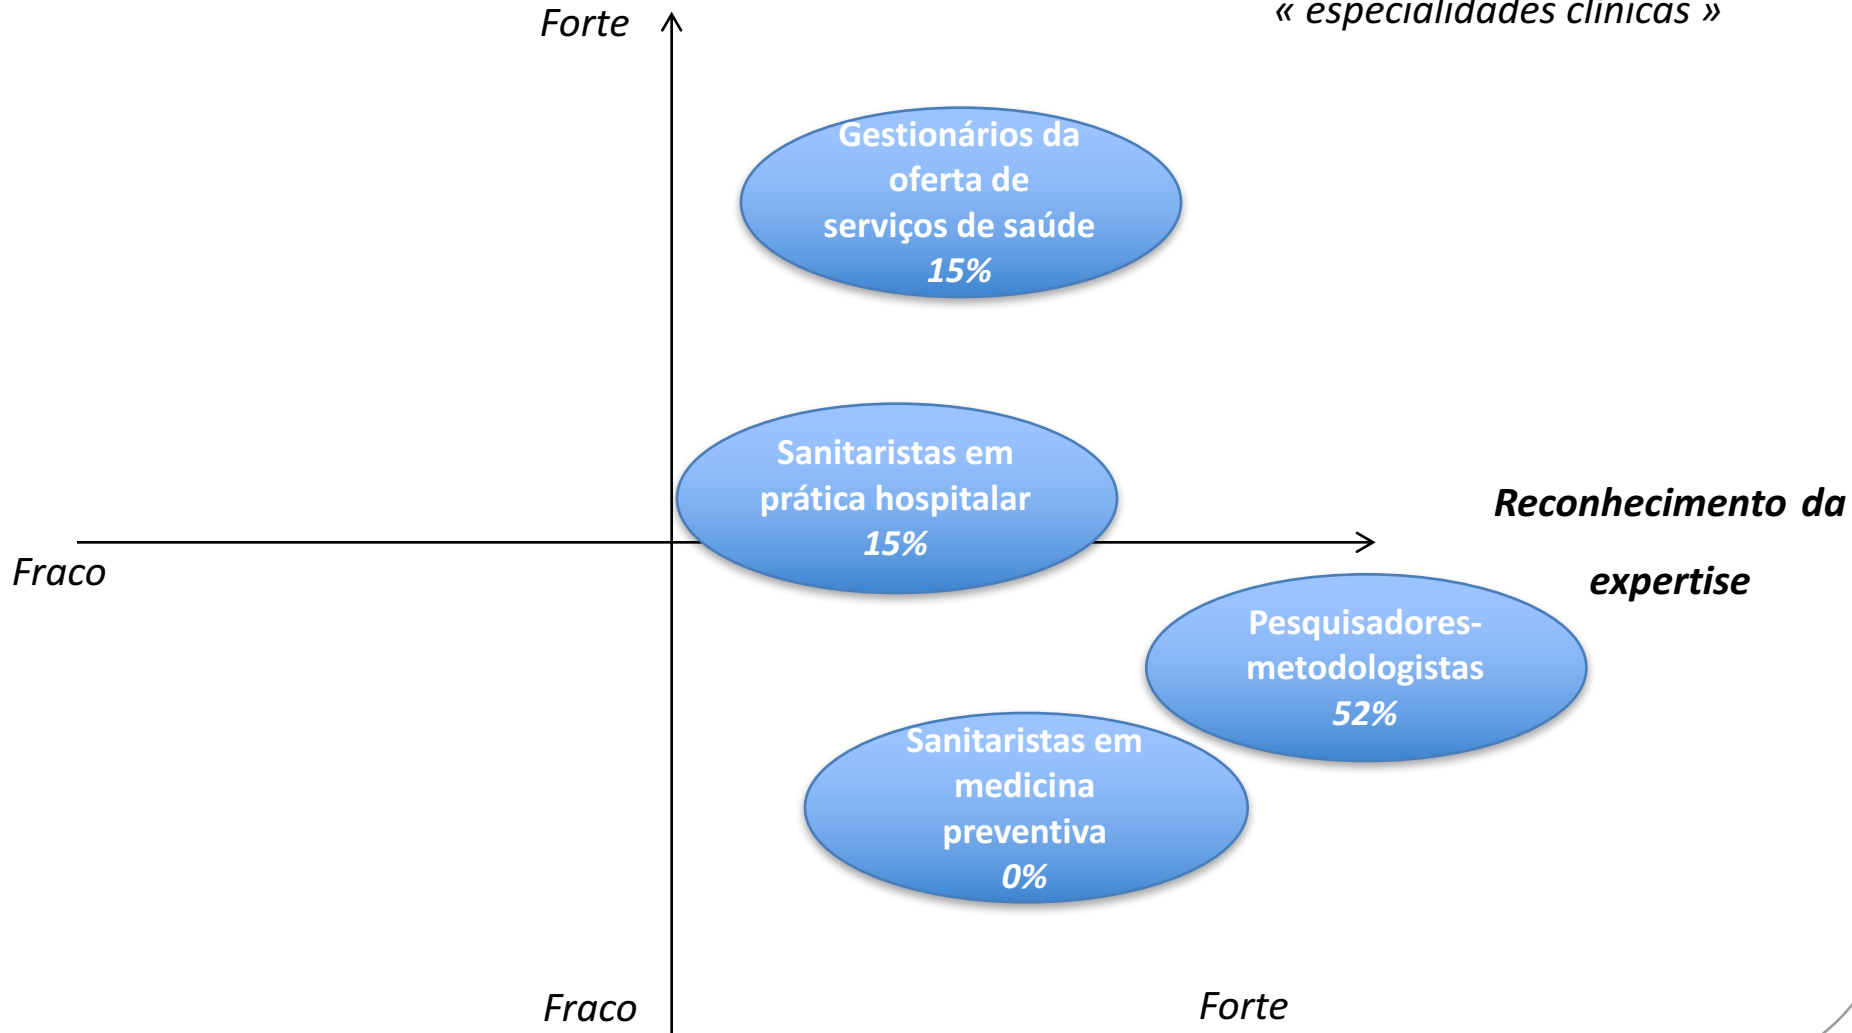 « especialidades clínicas »
Forte
Gestionários da
oferta de
serviços de saúde
15%
Sanitaristas em
prática hospitalar
15%
Reconhecimento da
expertise
Fraco
Pesquisadores-
metodologistas
52%
Sanitaristas em
medicina
preventiva
0%
Fraco
Forte